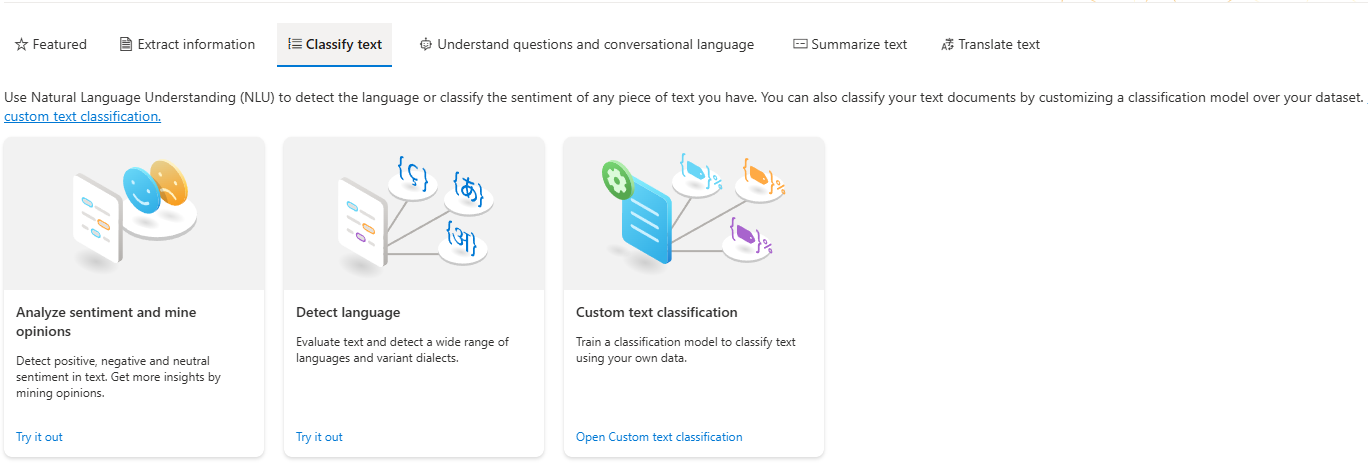 Featured
Extract information
Classify text
Understand questions and conversational language
Summarize text
Translate text
Use Natural Language Understanding (NLU) to detect the language or classify the sentiment of any piece of text you have. You can also classify your text documents by customizing a classification model over your dataset.
custom text classification.
{ç}
{あ}
{अ}
%
%
%
Analyze sentiment and mine
opinions
Detect positive, negative and neutral
sentiment in text. Get more insights by
mining opinions.
Try it out
Detect language
Evaluate text and detect a wide range of
languages and variant dialects.
Try it out
Custom text classification
Train a classification model to classify text
using your own data.
Open Custom text classification